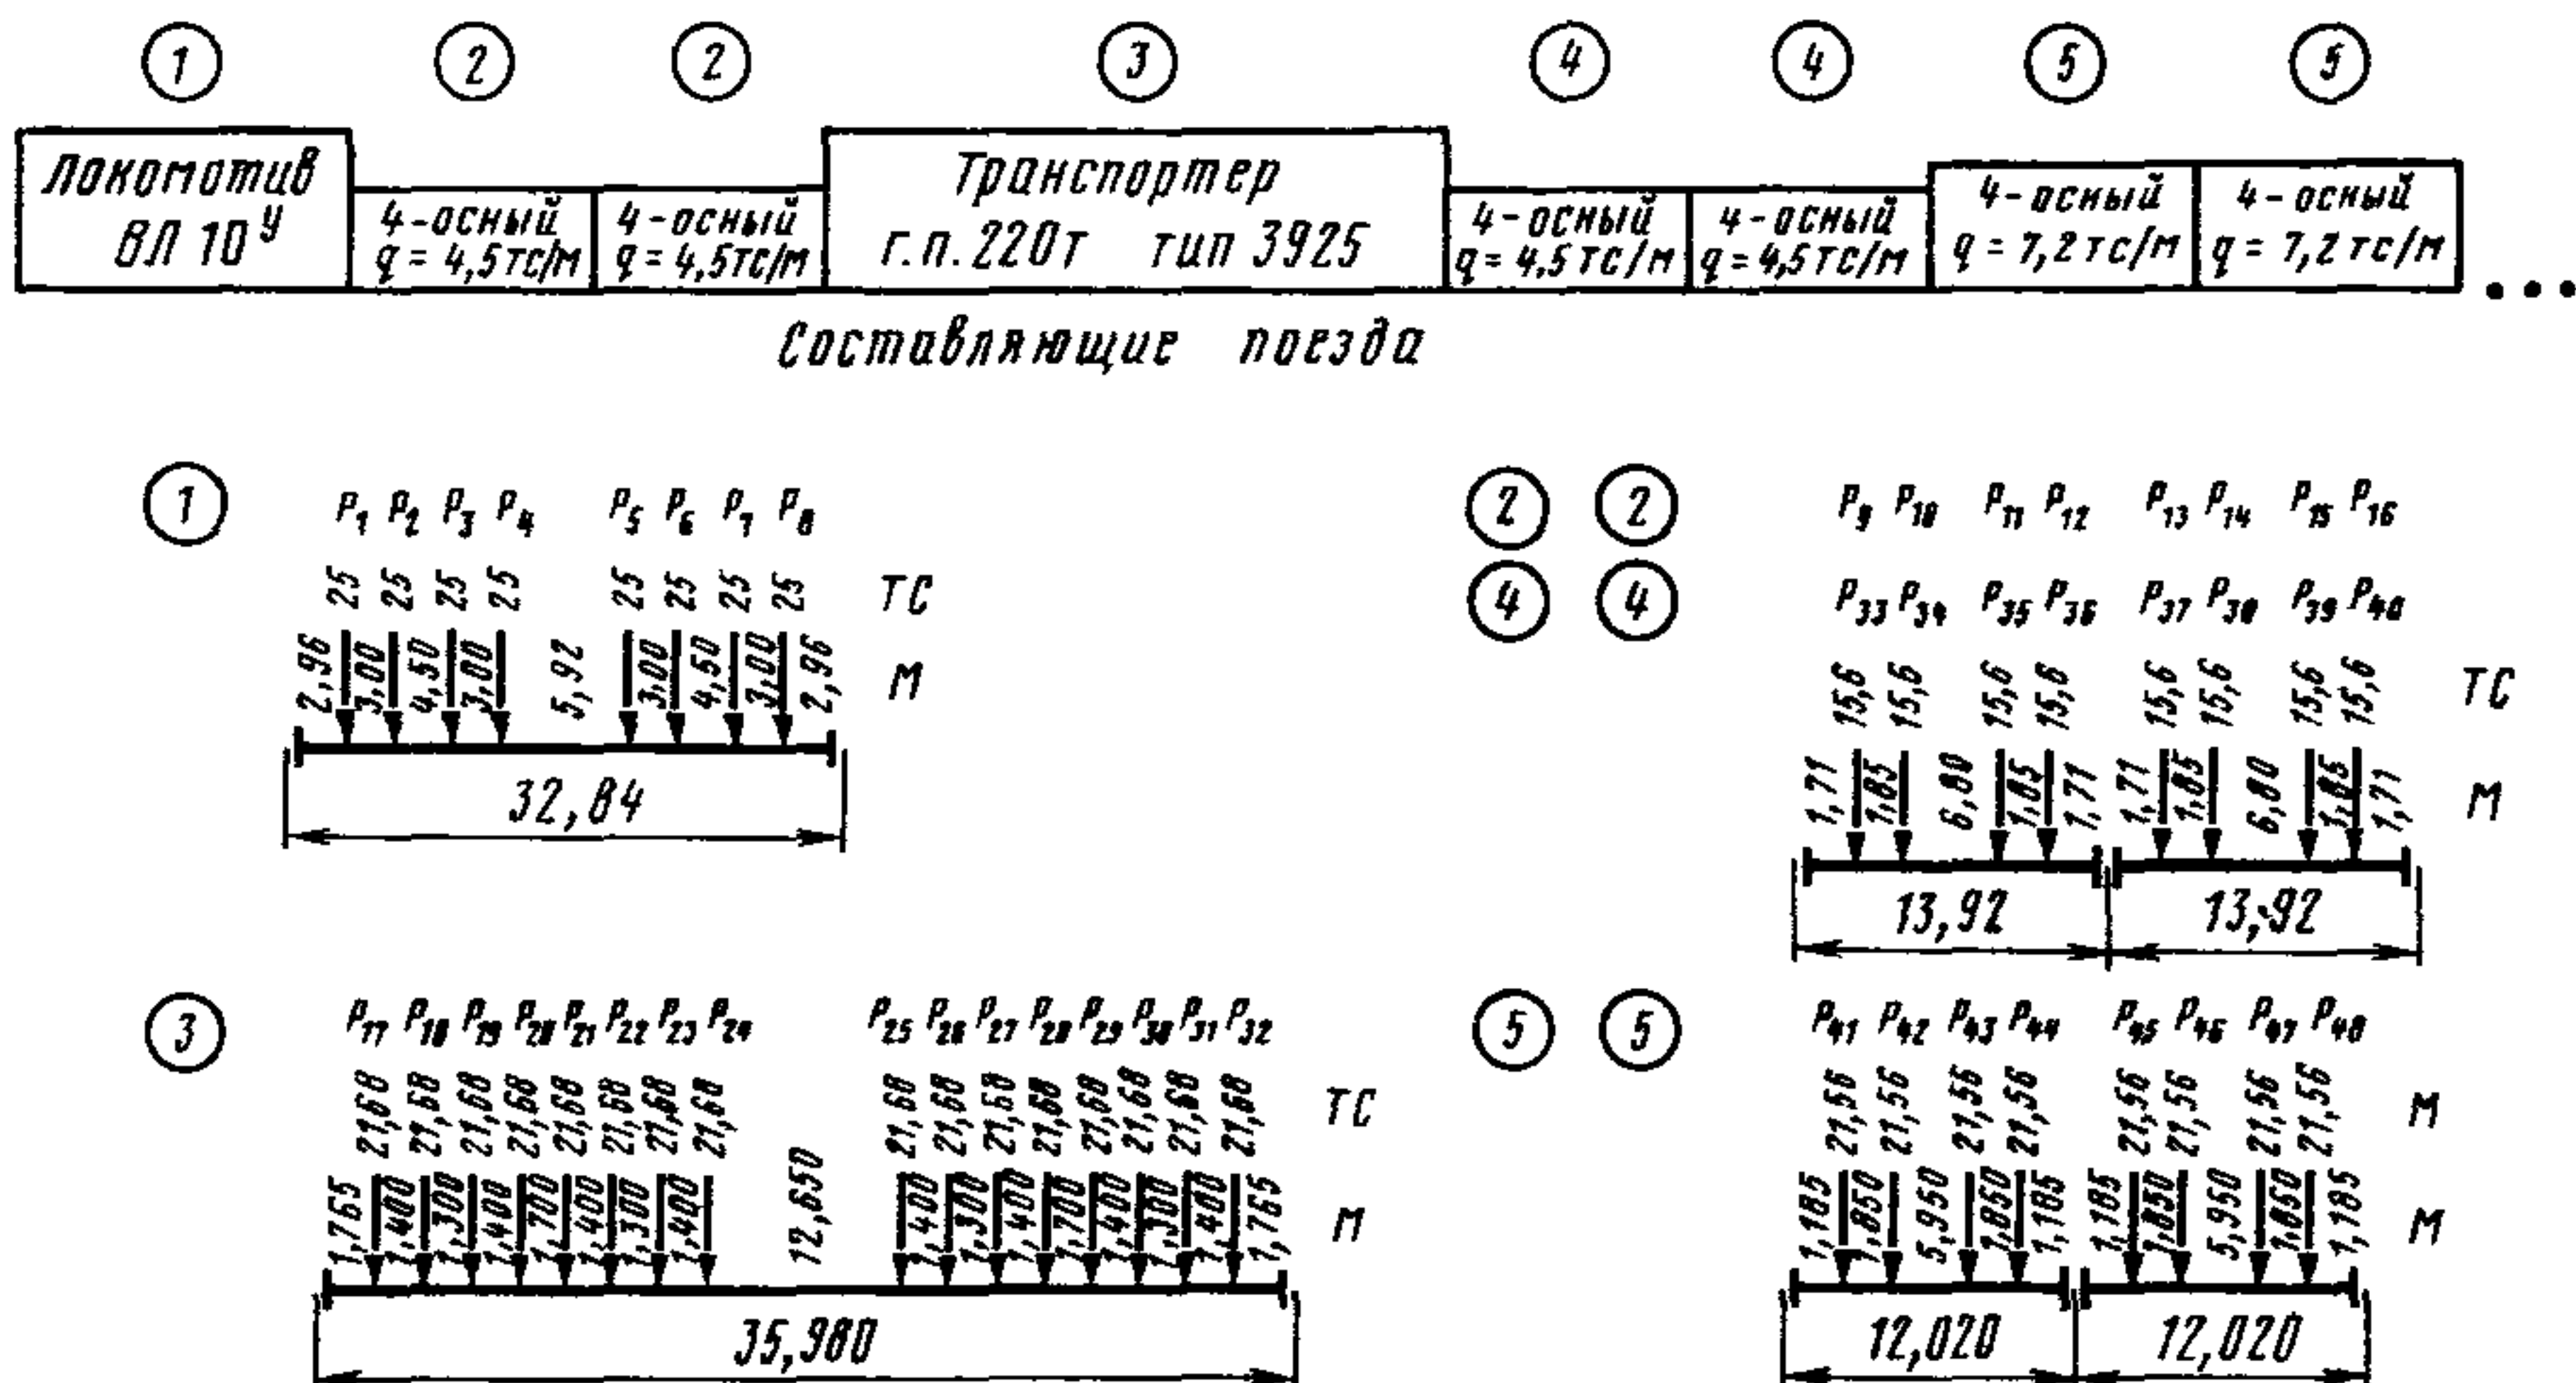 1 2 2 3 4 4 5 5
Локомотив ВЛ 10ᵁ
4-осный q = 4,5 тс/м
4-осный q = 4,5 тс/м
Транспортер г.п. 220т тип 3925
4-осный q = 4,5 тс/м
4-осный q = 4,5 тс/м
4-осный q = 7,2 тс/м
4-осный q = 7,2 тс/м
...
Составляющие поезда
1
P1 P2 P3 P4 P5 P6 P7 P8
25 25 25 25 25 25 25 25 ТС
2,96 3,00 4,50 3,00 5,92 3,00 4,50 3,00 2,96 М
32,84
2 2
P9 P10 P11 P12 P13 P14 P15 P16
4 4
P33 P34 P35 P36 P37 P38 P39 P40
15,6 15,6 15,6 15,6 15,6 15,6 15,6 15,6 ТС
1,71 1,85 6,80 1,85 1,71 1,71 1,85 6,80 1,85 1,71 М
13,92 13,92
3
P17 P18 P19 P20 P21 P22 P23 P24 P25 P26 P27 P28 P29 P30 P31 P32
21,68 21,68 21,68 21,68 21,68 21,68 21,68 21,68 21,68 21,68 21,68 21,68 21,68 21,68 21,68 21,68 ТС
1,765 1,400 1,300 1,400 1,700 1,400 1,300 1,400 12,650 1,400 1,300 1,400 1,700 1,400 1,300 1,400 1,765 М
35,980
5 5
P41 P42 P43 P44 P45 P46 P47 P48
21,56 21,56 21,56 21,56 21,56 21,56 21,56 21,56 М
1,185 1,850 5,950 1,850 1,185 1,185 1,850 5,950 1,850 1,185 М
12,020 12,020